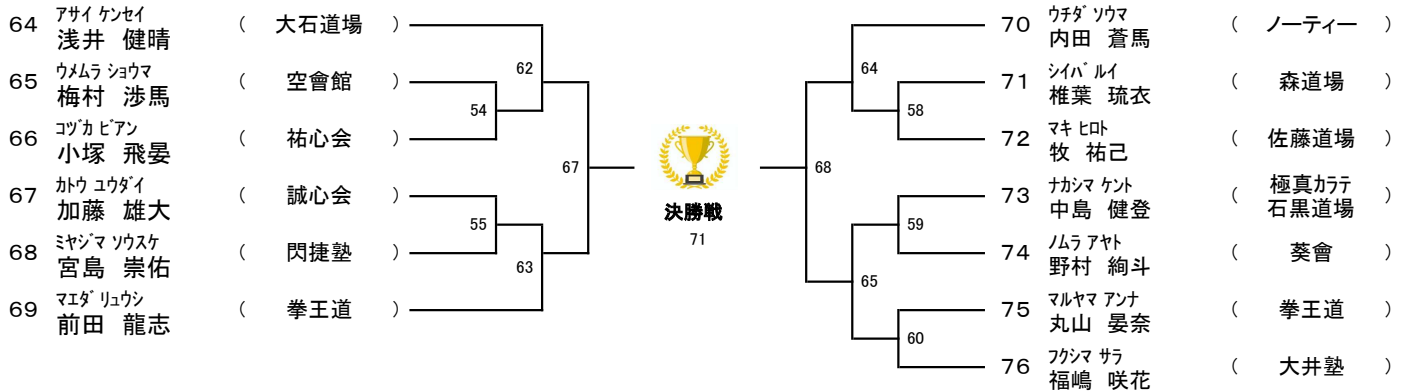 64 アサイ ケンセイ
浅井 健晴 ( 大石道場 )
65 ウメムラ ショウマ
梅村 渉馬 ( 空會館 )
66 コヅカ ビアン
小塚 飛晏 ( 祐心会 )
67 カトウ ユウダイ
加藤 雄大 ( 誠心会 )
68 ミヤジマ ソウスケ
宮島 崇佑 ( 閃捷塾 )
69 マエダ リュウシ
前田 龍志 ( 拳王道 )
62
54
67
55
63
決勝戦
71
64
58
68
59
65
60
70 ウチダ ソウマ
内田 蒼馬 ( ノーティー )
71 シイバ ルイ
椎葉 琉衣 ( 森道場 )
72 マキ ヒロト
牧 祐己 ( 佐藤道場 )
73 ナカシマ ケント
中島 健登 ( 極真カラテ
石黒道場 )
74 ノムラ アヤト
野村 絢斗 ( 葵會 )
75 マルヤマ アンナ
丸山 晏奈 ( 拳王道 )
76 フクシマ サラ
福嶋 咲花 ( 大井塾 )